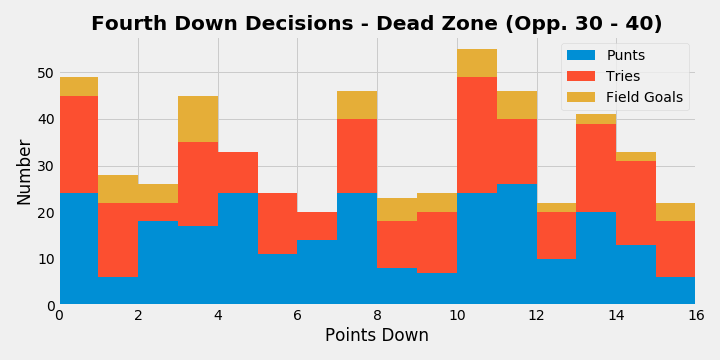 Fourth Down Decisions - Dead Zone (Opp. 30 - 40)
Punts
Tries
Field Goals
Number
50
40
30
20
10
0
0 2 4 6 8 10 12 14 16
Points Down